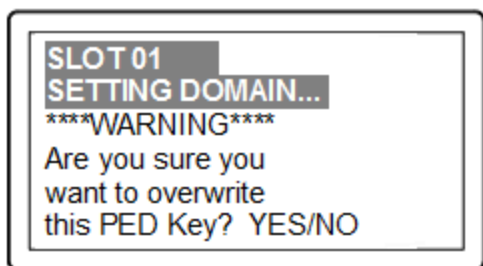 SLOT 01
SETTING DOMAIN...
****WARNING****
Are you sure you
want to overwrite
this PED Key? YES/NO